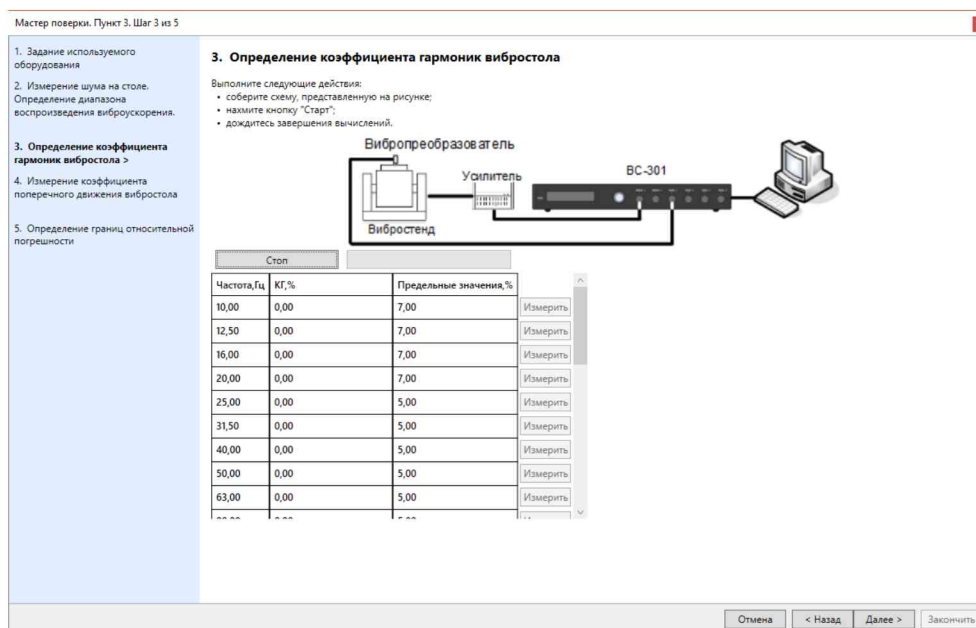 Мастер поверки. Пункт 3. Шаг 3 из 5
1. Задание используемого
оборудования
2. Измерение шума на столе.
Определение диапазона
воспроизведения виброускорения.
3. Определение коэффициента
гармоник вибростола >
4. Измерение коэффициента
поперечного движения вибростола
5. Определение границ относительной
погрешности
3. Определение коэффициента гармоник вибростола
Выполните следующие действия:
• соберите схему, представленную на рисунке;
• нажмите кнопку "Старт";
• дождитесь завершения вычислений.
Вибропреобразователь
Усилитель
ВС-301
Вибростенд
Стоп
Частота,Гц КГ,% Предельные значения,%
10,00 0,00 7,00 Измерить
12,50 0,00 7,00 Измерить
16,00 0,00 7,00 Измерить
20,00 0,00 7,00 Измерить
25,00 0,00 5,00 Измерить
31,50 0,00 5,00 Измерить
40,00 0,00 5,00 Измерить
50,00 0,00 5,00 Измерить
63,00 0,00 5,00 Измерить
Отмена < Назад Далее > Закончить